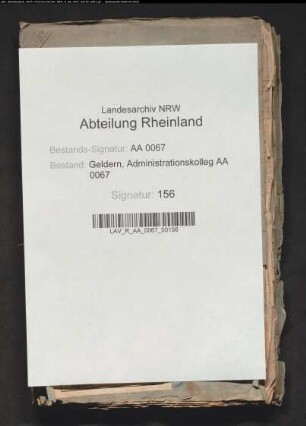 Landesarchiv NRW
Abteilung Rheinland
Bestands-Signatur: AA 0067
Bestand: Geldern, Administrationskolleg AA
0067
Signatur: 156
LAV_R_AA_0067_00156